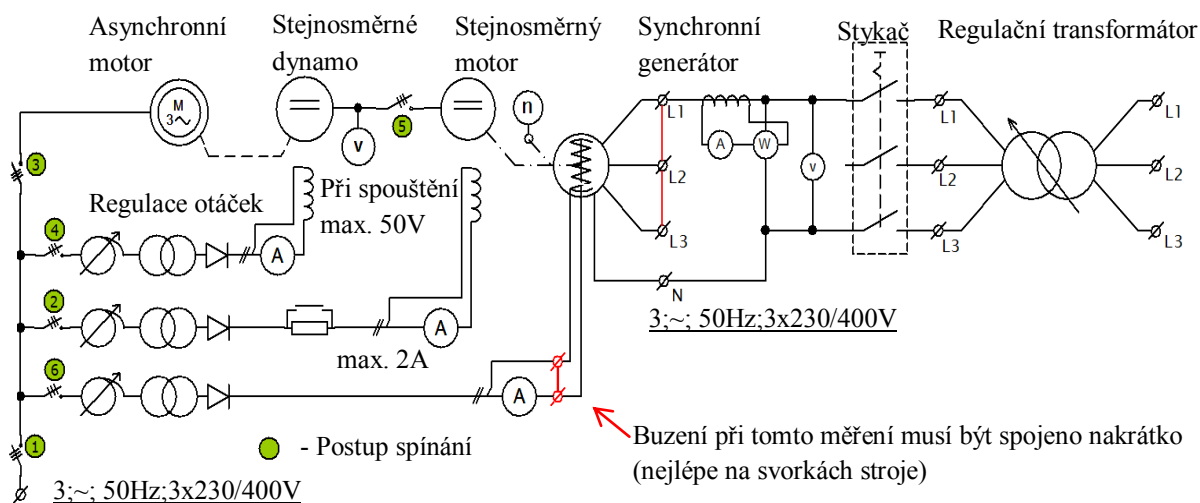 Asynchronní
motor
Stejnosměrné
dynamo
Stejnosměrný
motor
Synchronní
generátor
Stykač
Regulační transformátor
M
3~
n
v
5
L1
L2
L3
N
A
W
v
L1
L2
L3
L1
L2
L3
3
Regulace otáček
Při spouštění
max. 50V
4
A
2
A
max. 2A
3;~; 50Hz;3x230/400V
6
A
1
- Postup spínání
Buzení při tomto měření musí být spojeno nakrátko
(nejlépe na svorkách stroje)
3;~; 50Hz;3x230/400V